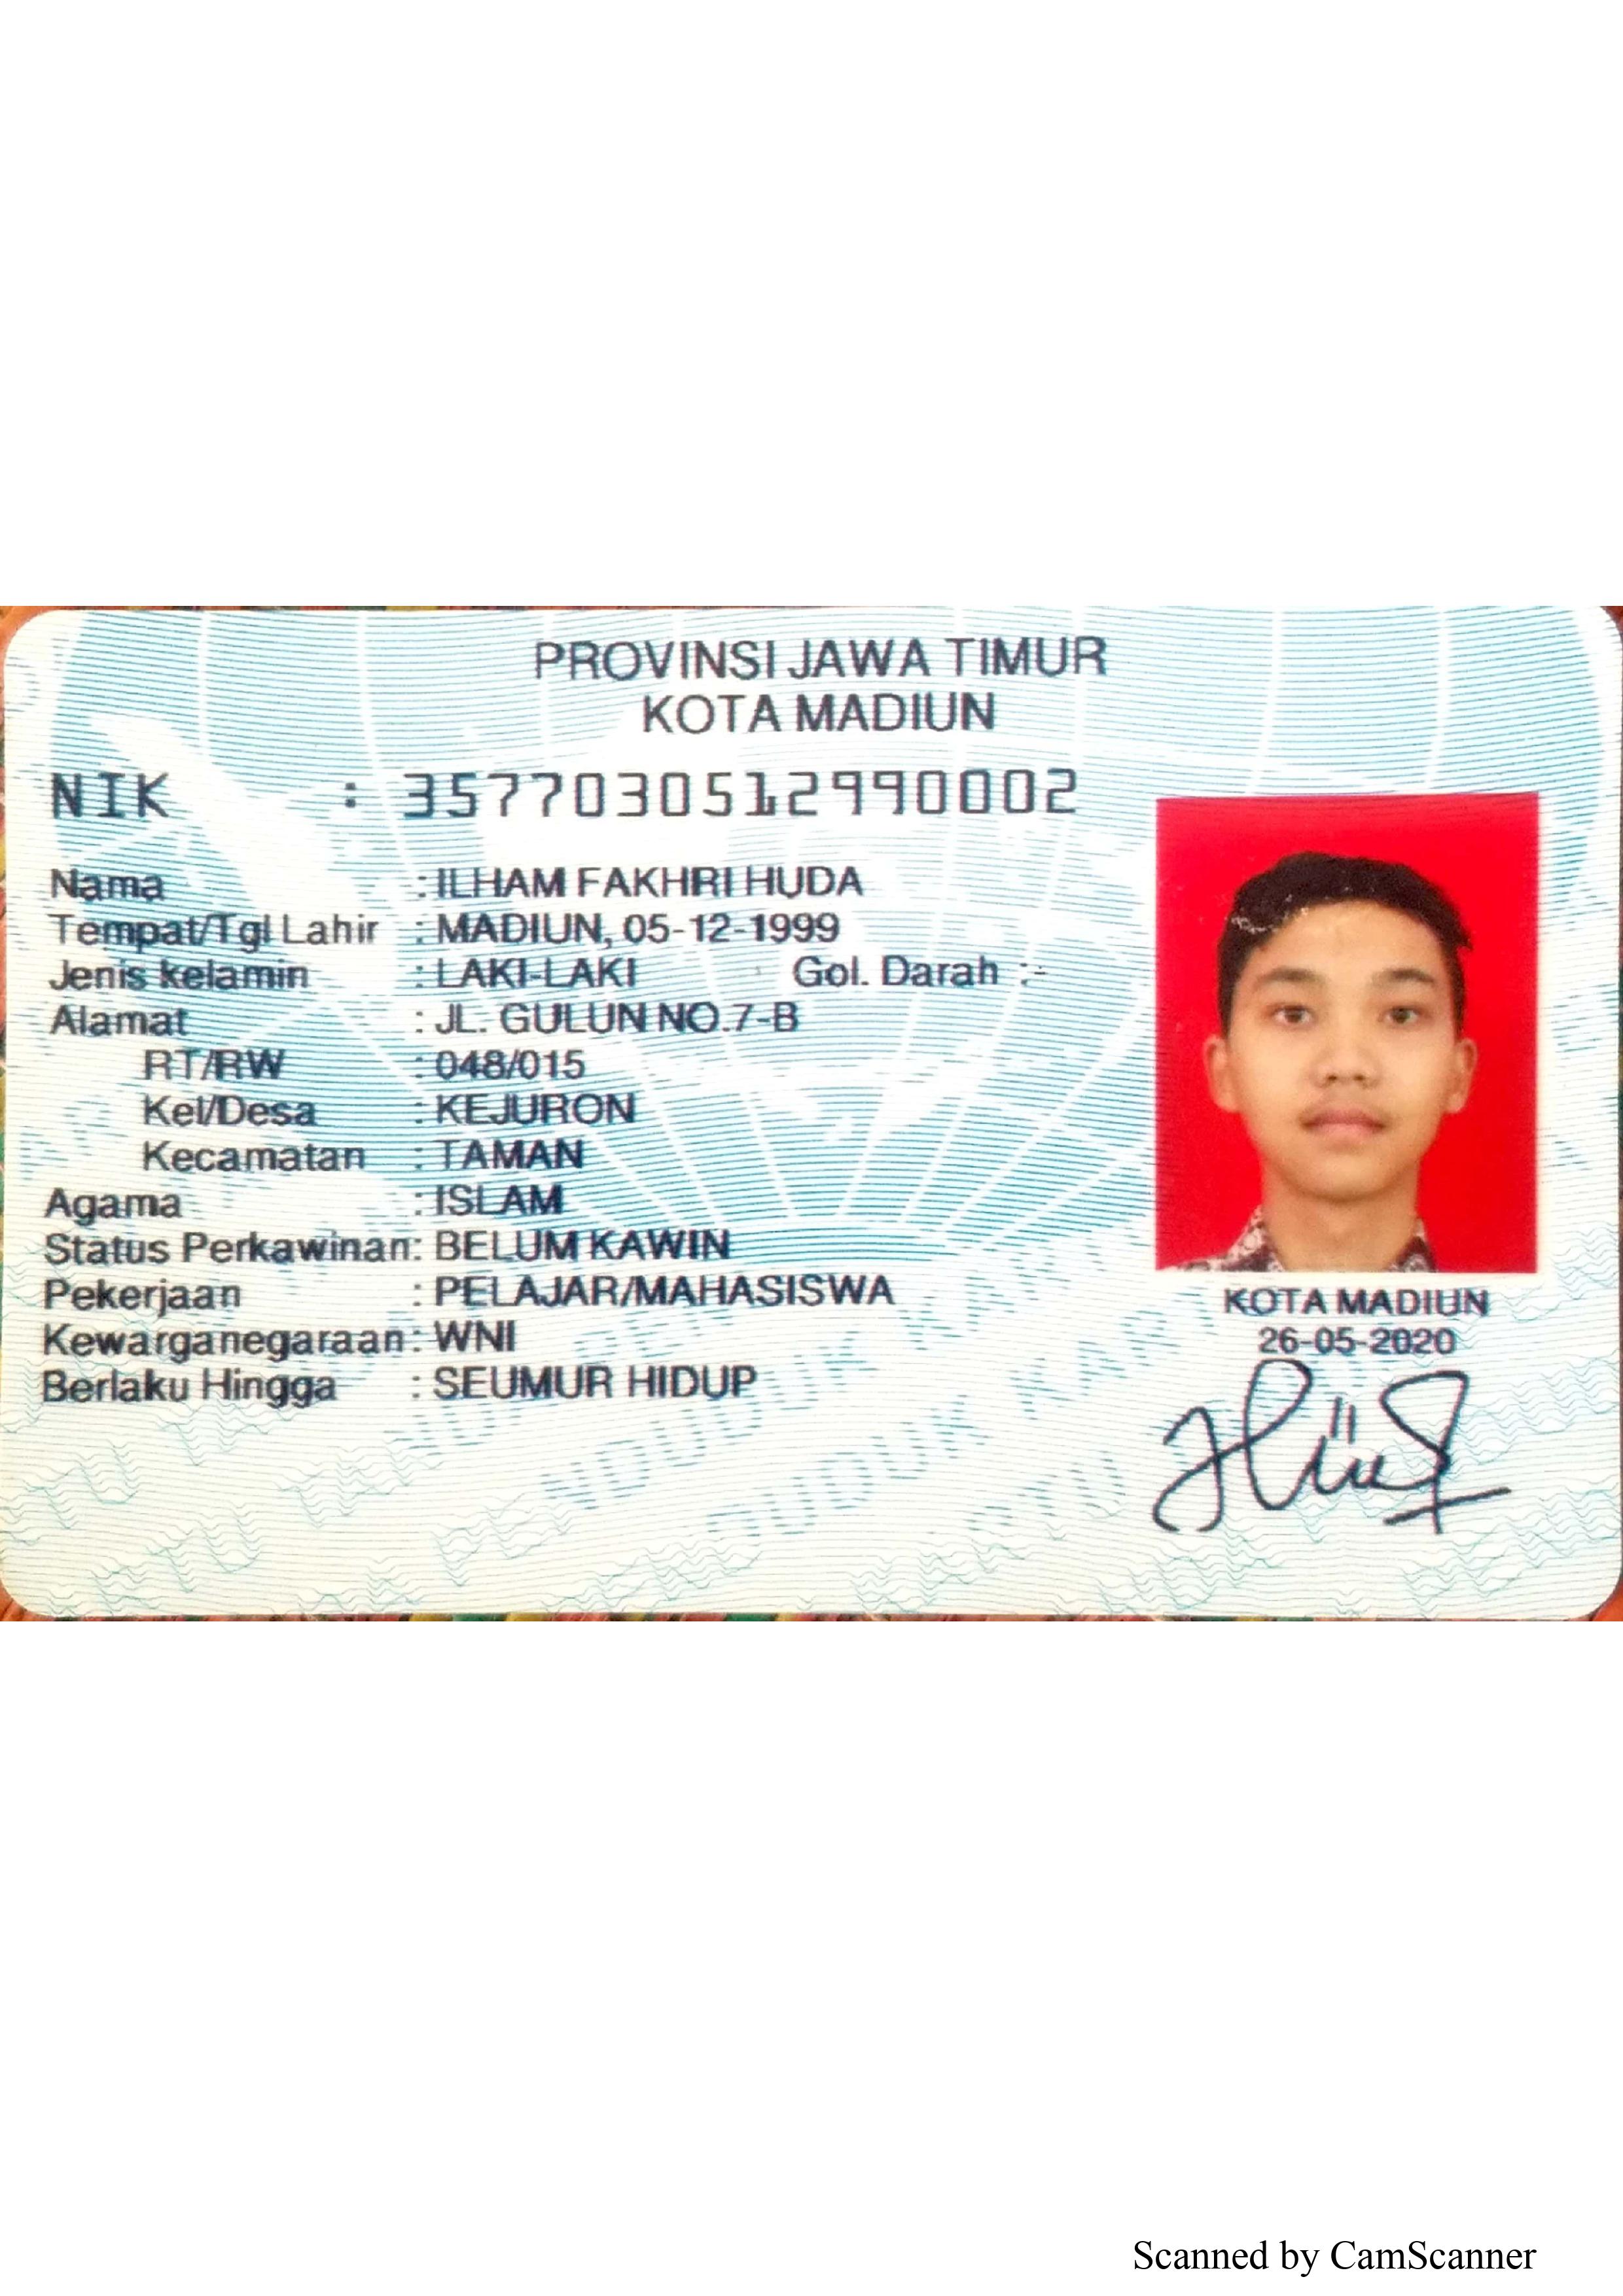 PROVINSI JAWA TIMUR
KOTA MADIUN
NIK : 3577030512990002
Nama : ILHAM FAKHRI HUDA
Tempat/Tgl Lahir : MADIUN, 05-12-1999
Jenis kelamin : LAKI-LAKI Gol. Darah :-
Alamat : JL. GULUN NO.7-B
RT/RW : 048/015
Kel/Desa : KEJURON
Kecamatan : TAMAN
Agama : ISLAM
Status Perkawinan: BELUM KAWIN
Pekerjaan : PELAJAR/MAHASISWA
Kewarganegaraan: WNI
Berlaku Hingga : SEUMUR HIDUP
KOTA MADIUN
26-05-2020
Scanned by CamScanner